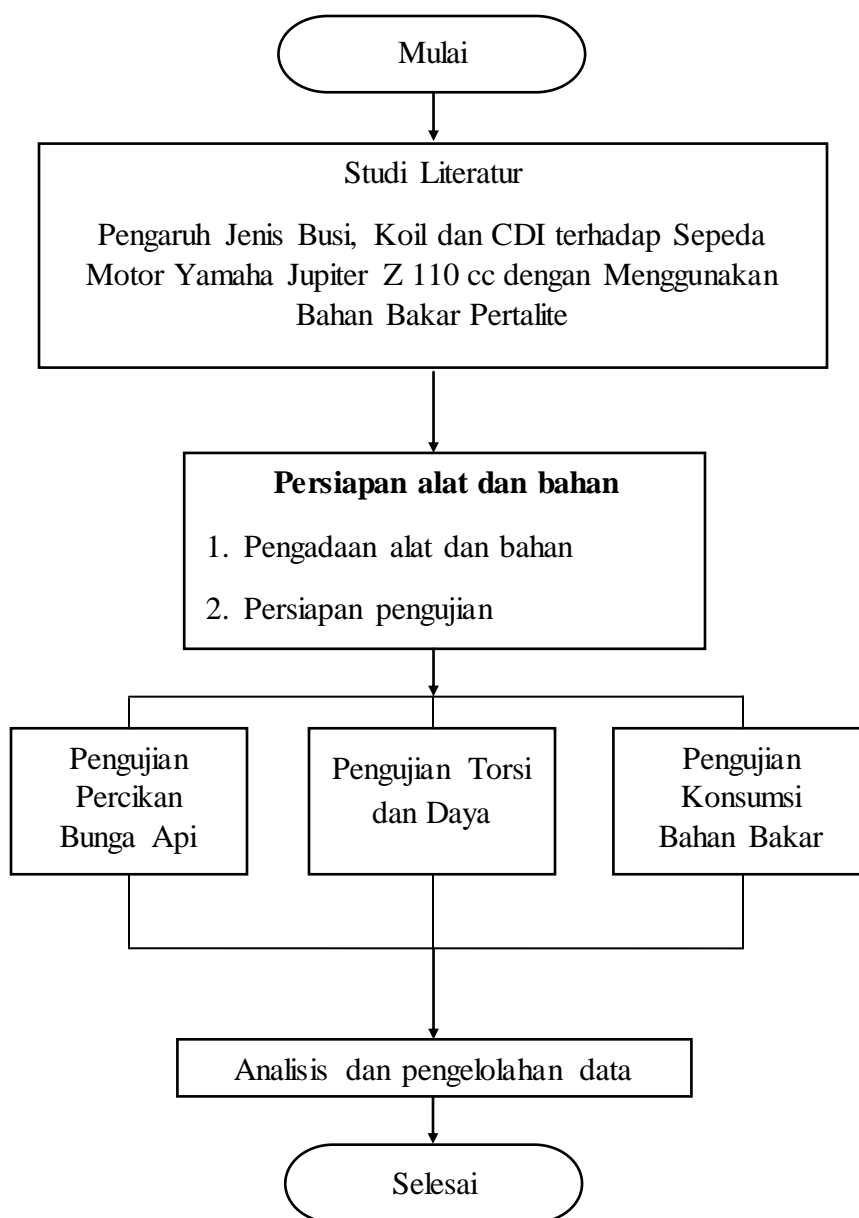 Mulai
Studi Literatur
Pengaruh Jenis Busi, Koil dan CDI terhadap Sepeda
Motor Yamaha Jupiter Z 110 cc dengan Menggunakan
Bahan Bakar Pertalite
Persiapan alat dan bahan
1. Pengadaan alat dan bahan
2. Persiapan pengujian
Pengujian
Percikan
Bunga Api
Pengujian Torsi
dan Daya
Pengujian
Konsumsi
Bahan Bakar
Analisis dan pengelolahan data
Selesai